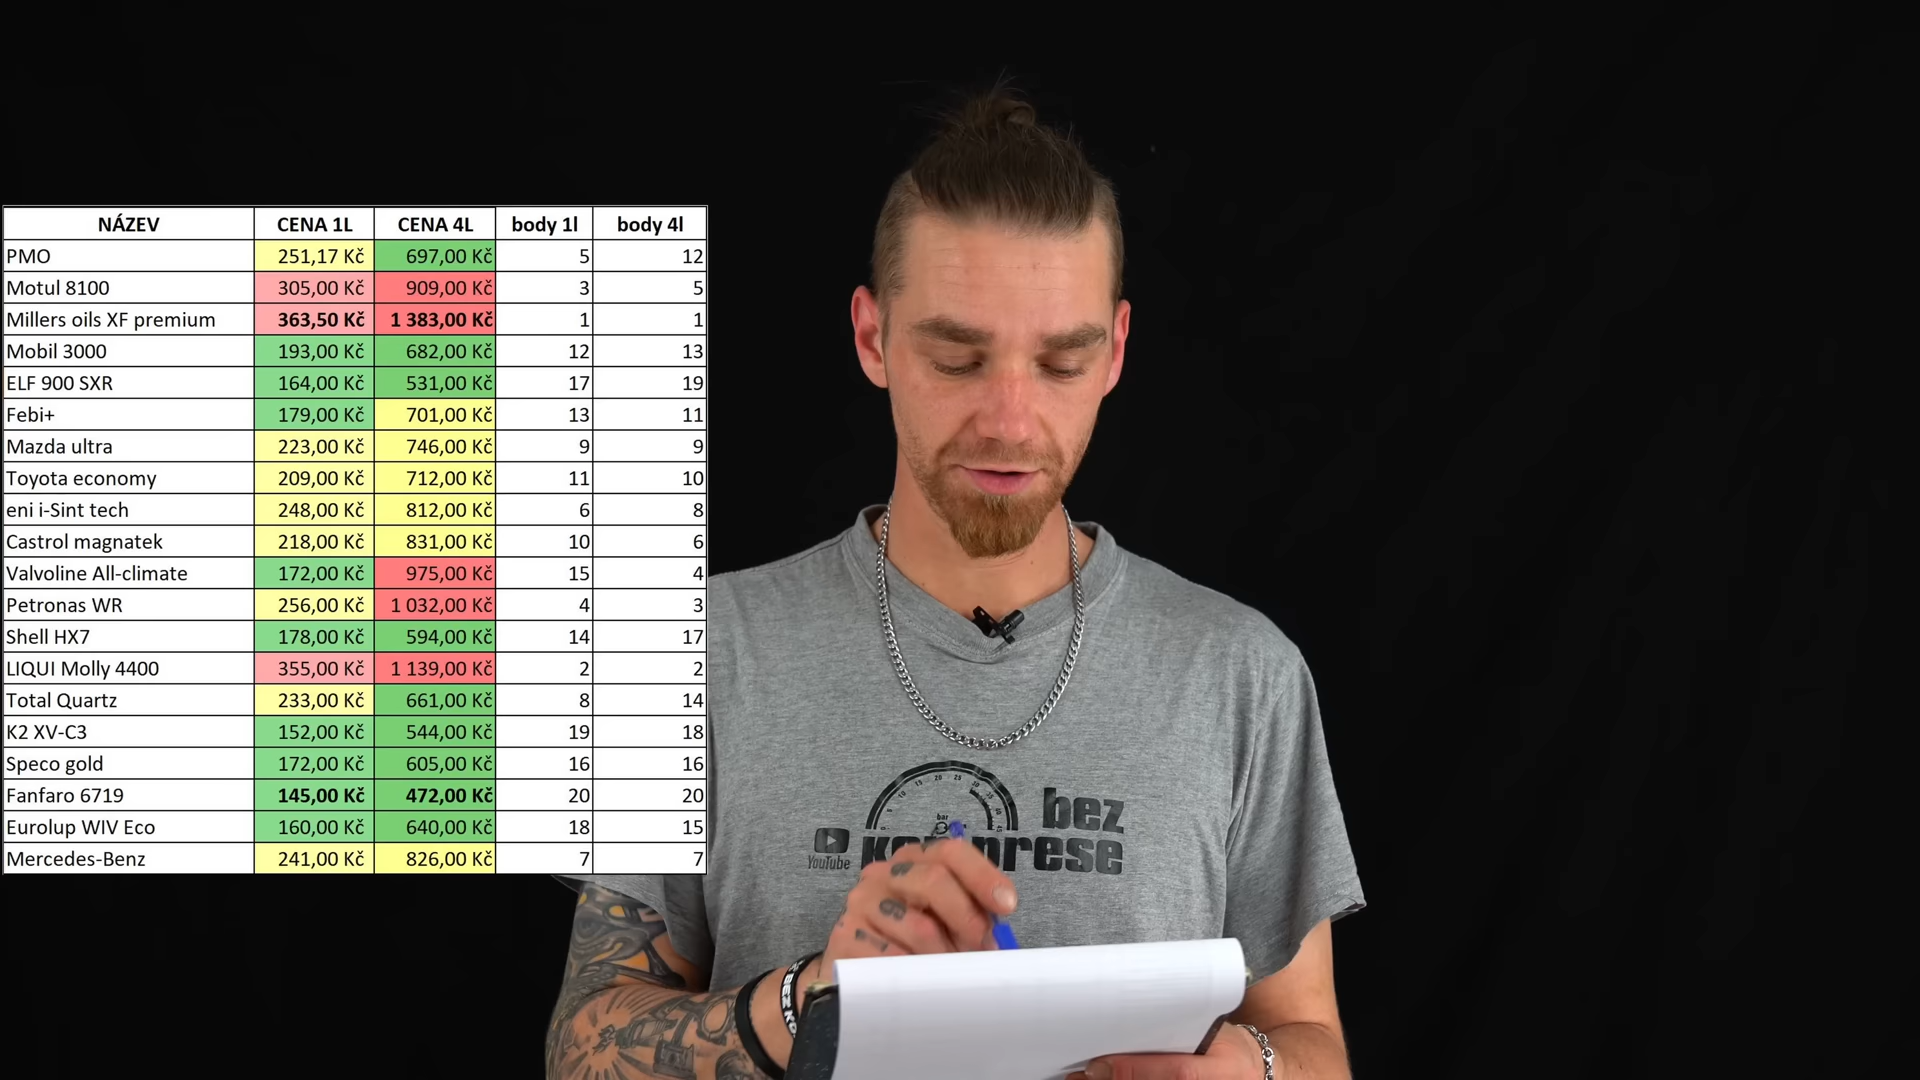 NÁZEV CENA 1L CENA 4L body 1l body 4l
PMO 251,17 Kč 697,00 Kč 5 12
Motul 8100 305,00 Kč 909,00 Kč 3 5
Millers oils XF premium 363,50 Kč 1 383,00 Kč 1 1
Mobil 3000 193,00 Kč 682,00 Kč 12 13
ELF 900 SXR 164,00 Kč 531,00 Kč 17 19
Febi+ 179,00 Kč 701,00 Kč 13 11
Mazda ultra 223,00 Kč 746,00 Kč 9 9
Toyota economy 209,00 Kč 712,00 Kč 11 10
eni i-Sint tech 248,00 Kč 812,00 Kč 6 8
Castrol magnatek 218,00 Kč 831,00 Kč 10 6
Valvoline All-climate 172,00 Kč 975,00 Kč 15 4
Petronas WR 256,00 Kč 1 032,00 Kč 4 3
Shell HX7 178,00 Kč 594,00 Kč 14 17
LIQUI Molly 4400 355,00 Kč 1 139,00 Kč 2 2
Total Quartz 233,00 Kč 661,00 Kč 8 14
K2 XV-C3 152,00 Kč 544,00 Kč 19 18
Speco gold 172,00 Kč 605,00 Kč 16 16
Fanfaro 6719 145,00 Kč 472,00 Kč 20 20
Eurolup WIV Eco 160,00 Kč 640,00 Kč 18 15
Mercedes-Benz 241,00 Kč 826,00 Kč 7 7
bar
bez
YouTube
BEZ